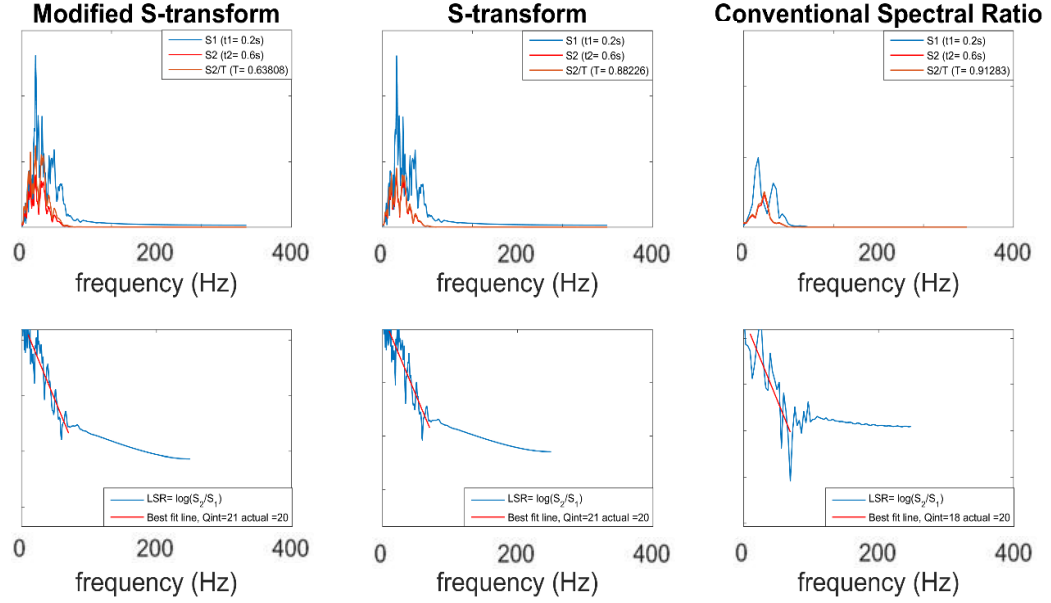 Modified S-transform
S1 (t1= 0.2s)
S2 (t2= 0.6s)
S2/T (T= 0.63808)
0 200 400
frequency (Hz)
S-transform
S1 (t1= 0.2s)
S2 (t2= 0.6s)
S2/T (T= 0.88226)
0 200 400
frequency (Hz)
Conventional Spectral Ratio
S1 (t1= 0.2s)
S2 (t2= 0.6s)
S2/T (T= 0.91283)
0 200 400
frequency (Hz)
LSR= log(S₂/S₁)
Best fit line, Qint=21 actual =20
0 200 400
frequency (Hz)
LSR= log(S₂/S₁)
Best fit line, Qint=21 actual =20
0 200 400
frequency (Hz)
LSR= log(S₂/S₁)
Best fit line, Qint=18 actual =20
0 200 400
frequency (Hz)